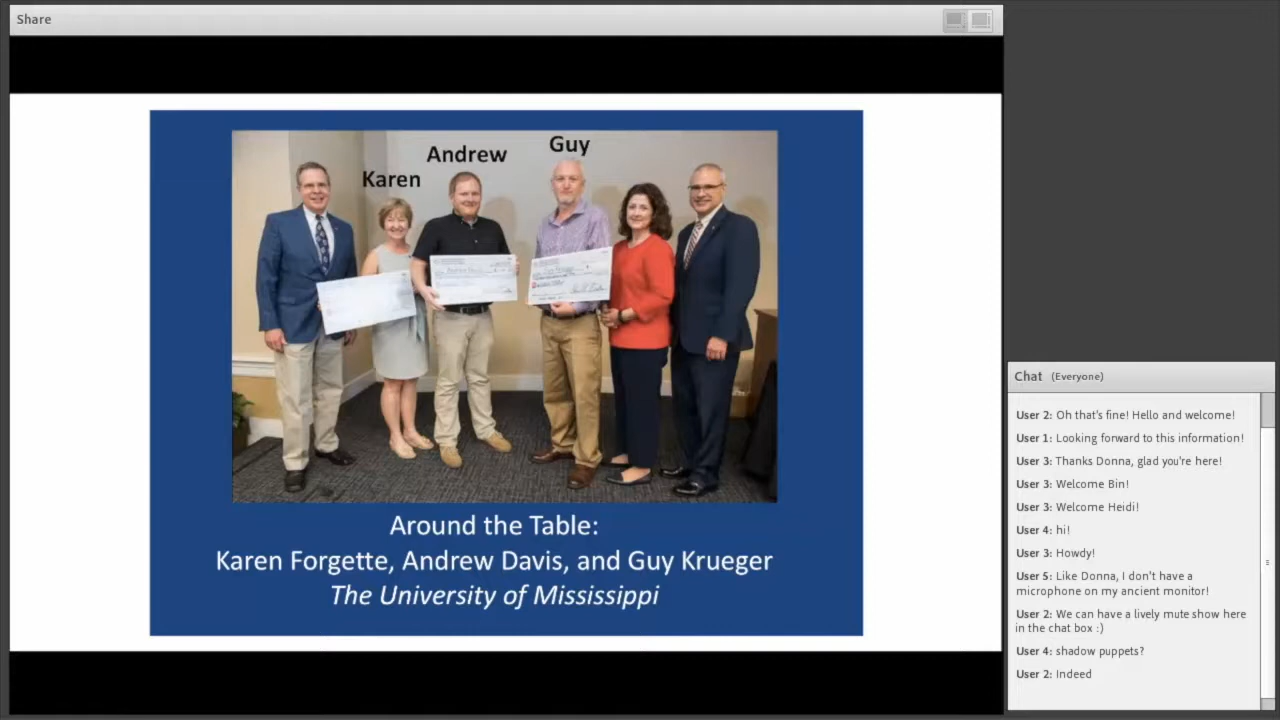 Share
Guy
Andrew
Karen
Around the Table:
Karen Forgette, Andrew Davis, and Guy Krueger
The University of Mississippi
Chat (Everyone)
User 2: Oh that's fine! Hello and welcome!
User 1: Looking forward to this information!
User 3: Thanks Donna, glad you're here!
User 3: Welcome Bin!
User 3: Welcome Heidi!
User 4: hi!
User 3: Howdy!
User 5: Like Donna, I don't have a
microphone on my ancient monitor!
User 2: We can have a lively mute show here
in the chat box :)
User 4: shadow puppets?
User 2: Indeed